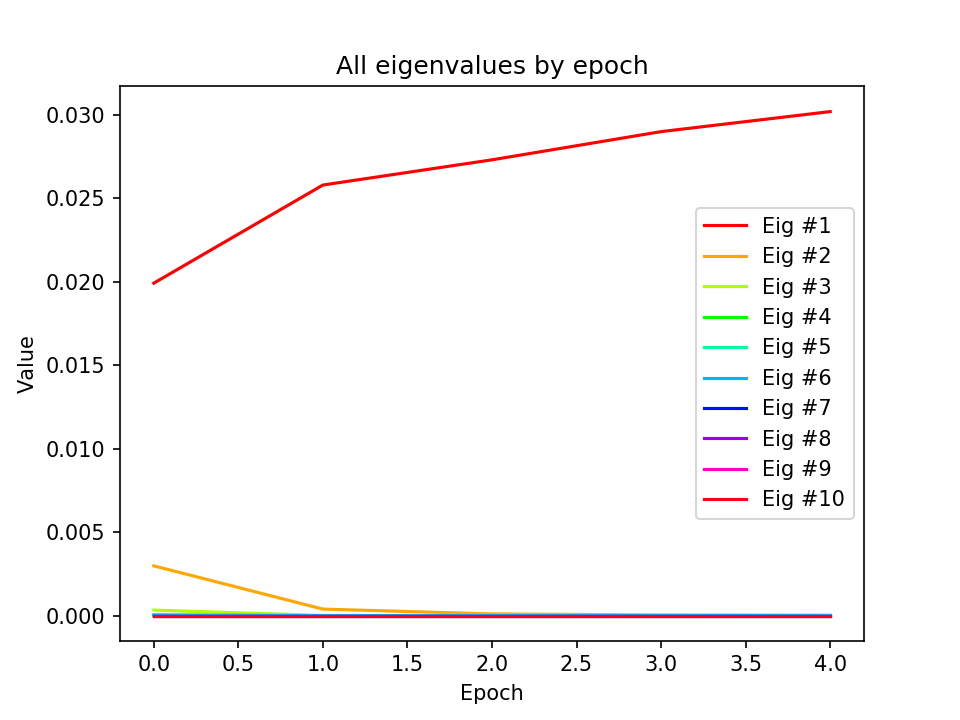 All eigenvalues by epoch
0.030
0.025
0.020
0.015
0.010
0.005
0.000
Value
Eig #1
Eig #2
Eig #3
Eig #4
Eig #5
Eig #6
Eig #7
Eig #8
Eig #9
Eig #10
0.0 0.5 1.0 1.5 2.0 2.5 3.0 3.5 4.0
Epoch